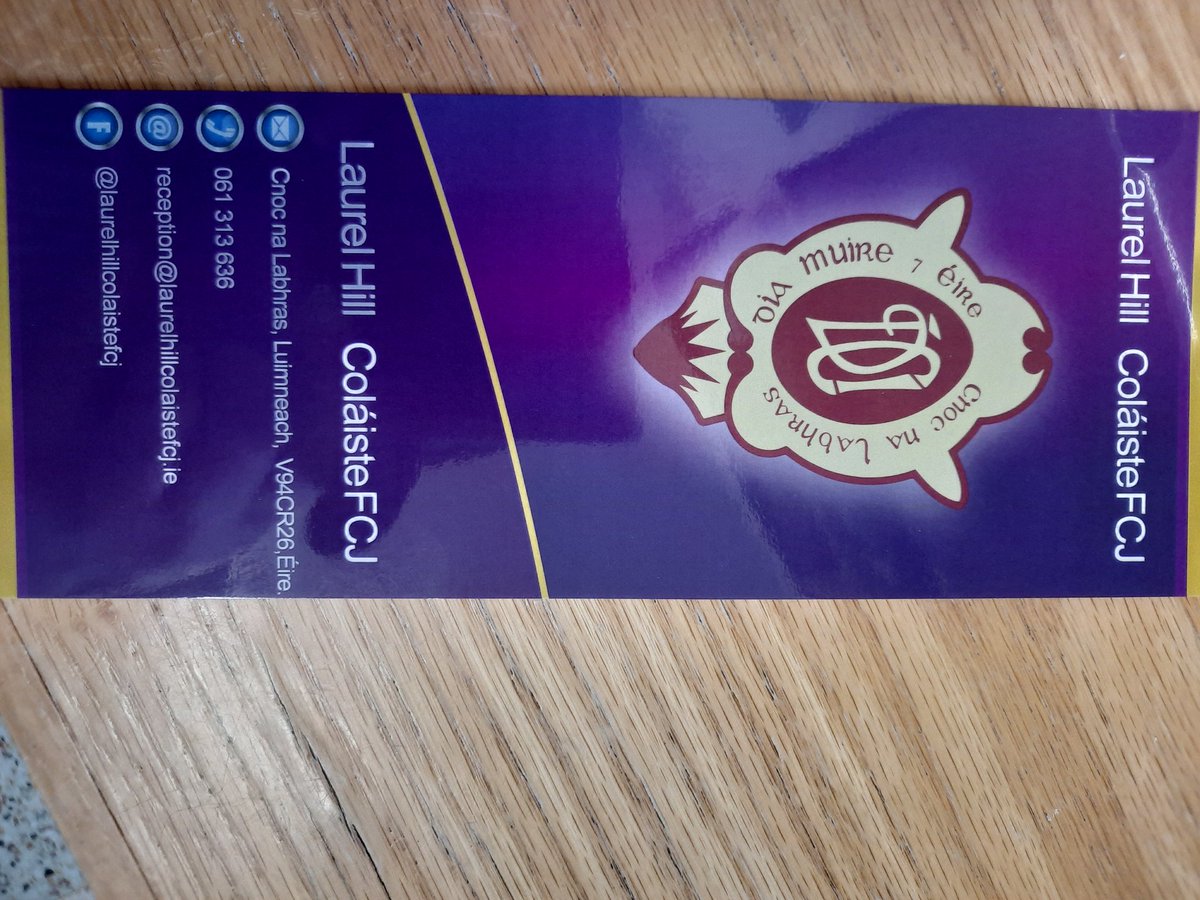 Laurel Hill Coláiste FCJ
Dia Muire ⁊ Éire
Cnoc na Labhras
Laurel Hill Coláiste FCJ
Cnoc na Labhras, Luimneach, V94CR26,Éire.
061 313 636
reception@laurelhillcolaistefcj.ie
@laurelhillcolaistefcj